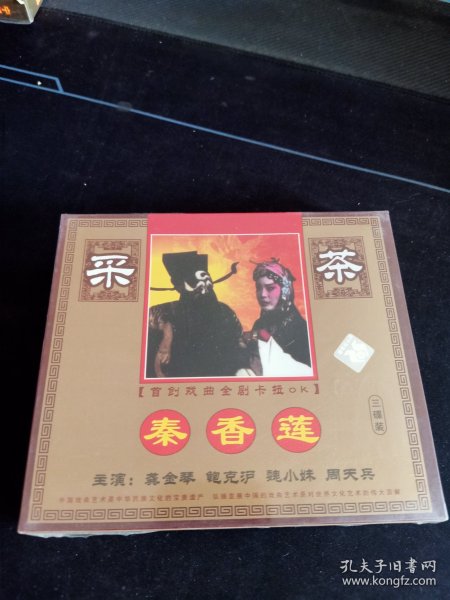 采 茶
【首创戏曲全剧卡拉OK】
秦香莲
三碟装
主演：龚金琴 鲍克沪 魏小妹 周天兵
孔夫子旧书网
www.kongfz.com